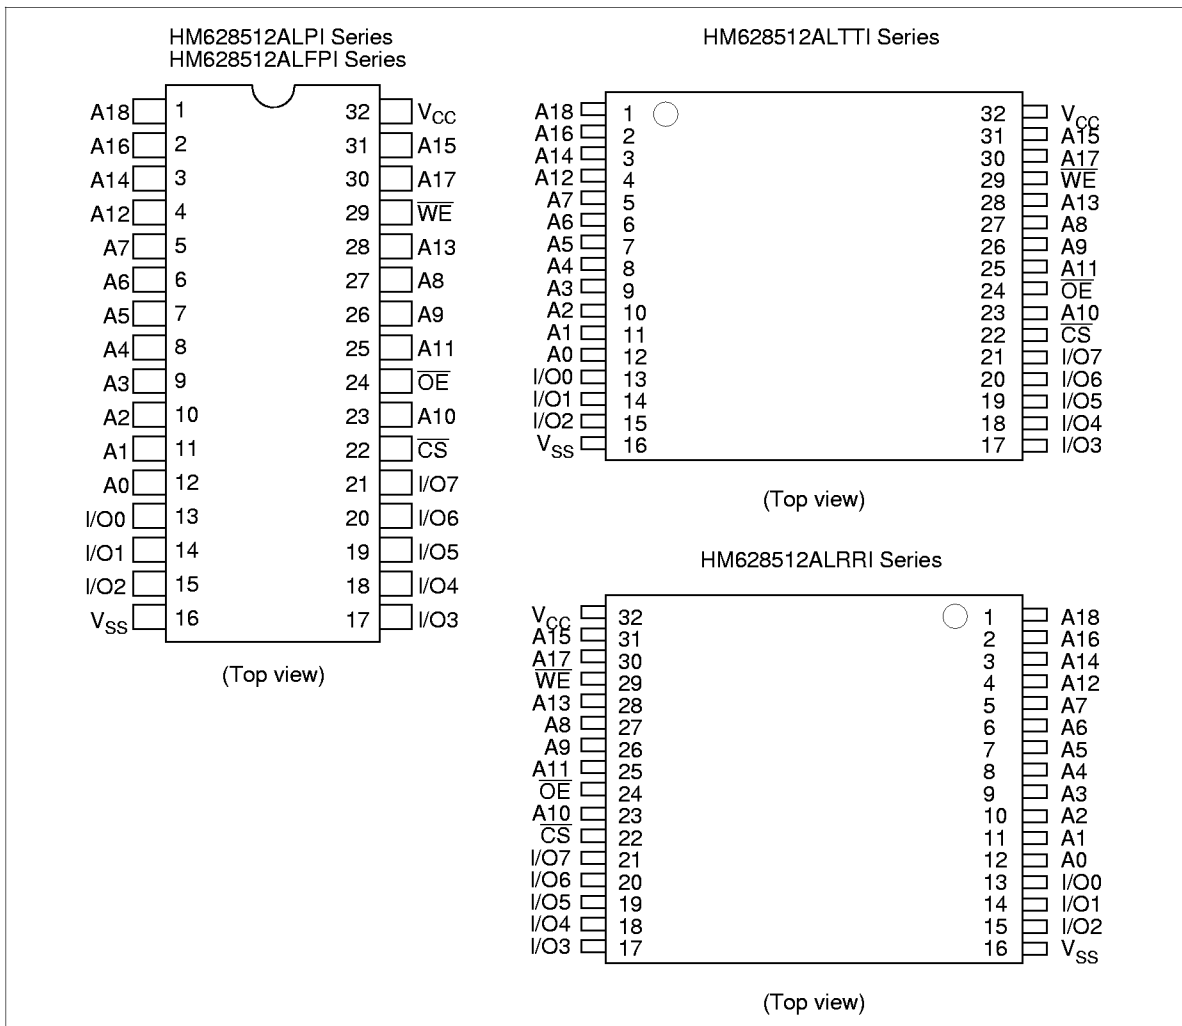 HM628512ALPI Series
HM628512ALFPI Series
A18 1 32 VCC
A16 2 31 A15
A14 3 30 A17
A12 4 29 W̅E̅
A7 5 28 A13
A6 6 27 A8
A5 7 26 A9
A4 8 25 A11
A3 9 24 O̅E̅
A2 10 23 A10
A1 11 22 C̅S̅
A0 12 21 I/O7
I/O0 13 20 I/O6
I/O1 14 19 I/O5
I/O2 15 18 I/O4
VSS 16 17 I/O3
(Top view)
HM628512ALTTI Series
A18 1 32 VCC
A16 2 31 A15
A14 3 30 A17
A12 4 29 W̅E̅
A7 5 28 A13
A6 6 27 A8
A5 7 26 A9
A4 8 25 A11
A3 9 24 O̅E̅
A2 10 23 A10
A1 11 22 C̅S̅
A0 12 21 I/O7
I/O0 13 20 I/O6
I/O1 14 19 I/O5
I/O2 15 18 I/O4
VSS 16 17 I/O3
(Top view)
HM628512ALRRI Series
VCC 32 1 A18
A15 31 2 A16
A17 30 3 A14
W̅E̅ 29 4 A12
A13 28 5 A7
A8 27 6 A6
A9 26 7 A5
A11 25 8 A4
O̅E̅ 24 9 A3
A10 23 10 A2
C̅S̅ 22 11 A1
I/O7 21 12 A0
I/O6 20 13 I/O0
I/O5 19 14 I/O1
I/O4 18 15 I/O2
I/O3 17 16 VSS
(Top view)